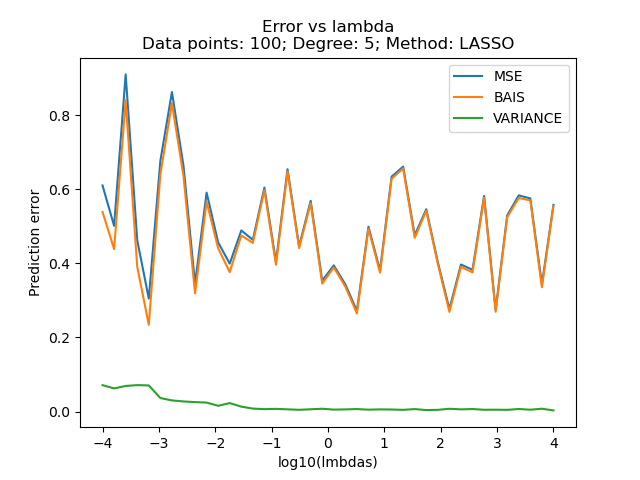 Error vs lambda
Data points: 100; Degree: 5; Method: LASSO
MSE
BAIS
VARIANCE
Prediction error
0.8
0.6
0.4
0.2
0.0
−4
−3
−2
−1
0
1
2
3
4
log10(lmbdas)